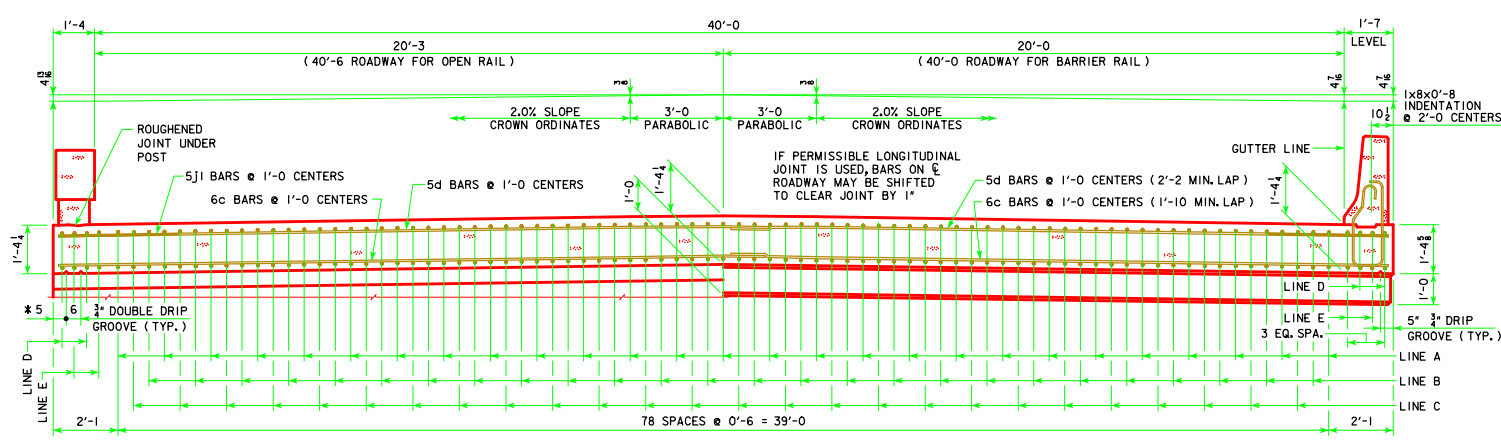 1'-4
40'-0
1'-7
LEVEL
20'-3
(40'-6 ROADWAY FOR OPEN RAIL)
20'-0
(40'-0 ROADWAY FOR BARRIER RAIL)
4 13/16
3/8
3/8
4 7/16
4 7/16
1x8x0'-8
INDENTATION
@ 2'-0 CENTERS
10 1/2
2.0% SLOPE
CROWN ORDINATES
3'-0
PARABOLIC
3'-0
PARABOLIC
2.0% SLOPE
CROWN ORDINATES
ROUGHENED
JOINT UNDER
POST
GUTTER LINE
IF PERMISSIBLE LONGITUDINAL
JOINT IS USED, BARS ON ℄
ROADWAY MAY BE SHIFTED
TO CLEAR JOINT BY 1"
5j1 BARS @ 1'-0 CENTERS
5d BARS @ 1'-0 CENTERS
6c BARS @ 1'-0 CENTERS
1'-0
1'-4 1/4
5d BARS @ 1'-0 CENTERS (2'-2 MIN. LAP)
6c BARS @ 1'-0 CENTERS (1'-10 MIN. LAP)
1'-4 1/4
1'-4 1/4
1'-4 5/8
1'-0
LINE D
* 5
6
3/4" DOUBLE DRIP
GROOVE (TYP.)
LINE E
3 EQ. SPA.
5" 3/4" DRIP
GROOVE (TYP.)
LINE D
LINE E
LINE A
LINE B
LINE C
2'-1
78 SPACES @ 0'-6 = 39'-0
2'-1